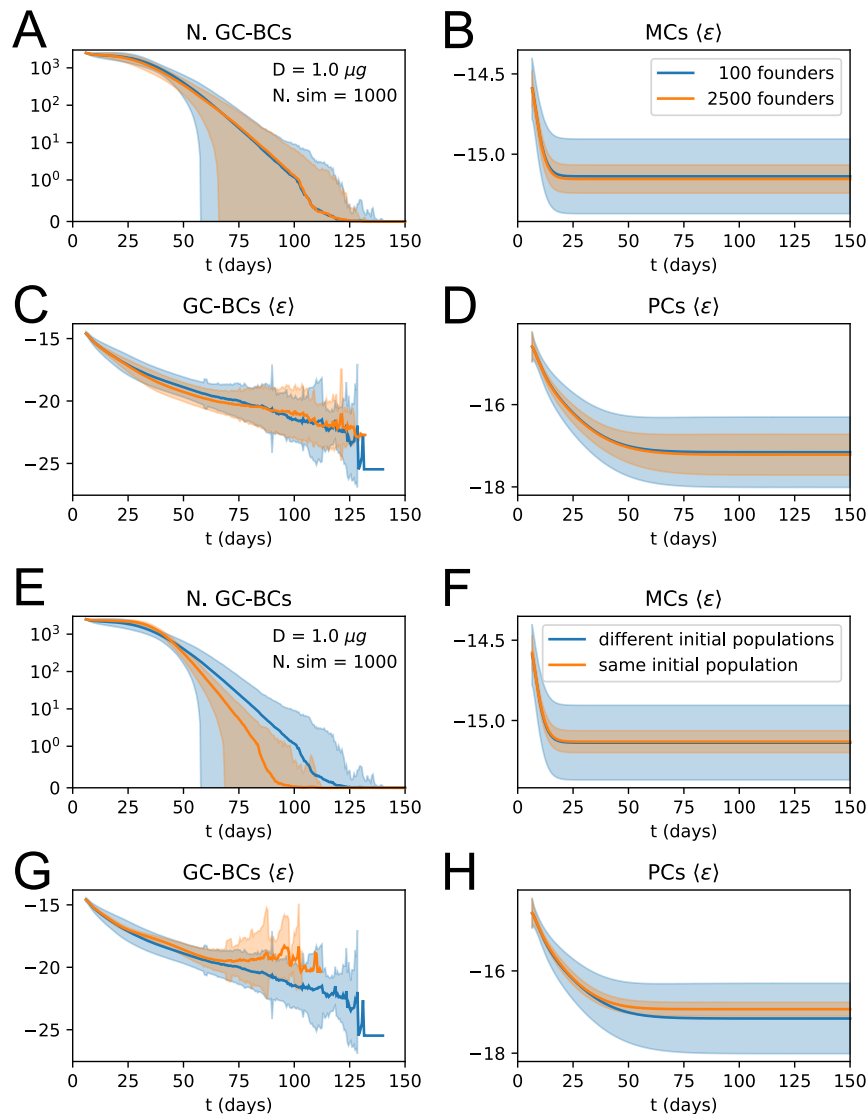 A
N. GC-BCs
10³
10²
10¹
10⁰
0
D = 1.0 μg
N. sim = 1000
0 25 50 75 100 125 150
t (days)
B
MCs ⟨ε⟩
−14.5
−15.0
100 founders
2500 founders
0 25 50 75 100 125 150
t (days)
C
GC-BCs ⟨ε⟩
−15
−20
−25
0 25 50 75 100 125 150
t (days)
D
PCs ⟨ε⟩
−16
−18
0 25 50 75 100 125 150
t (days)
E
N. GC-BCs
10³
10²
10¹
10⁰
0
D = 1.0 μg
N. sim = 1000
0 25 50 75 100 125 150
t (days)
F
MCs ⟨ε⟩
−14.5
−15.0
different initial populations
same initial population
0 25 50 75 100 125 150
t (days)
G
GC-BCs ⟨ε⟩
−15
−20
−25
0 25 50 75 100 125 150
t (days)
H
PCs ⟨ε⟩
−16
−18
0 25 50 75 100 125 150
t (days)